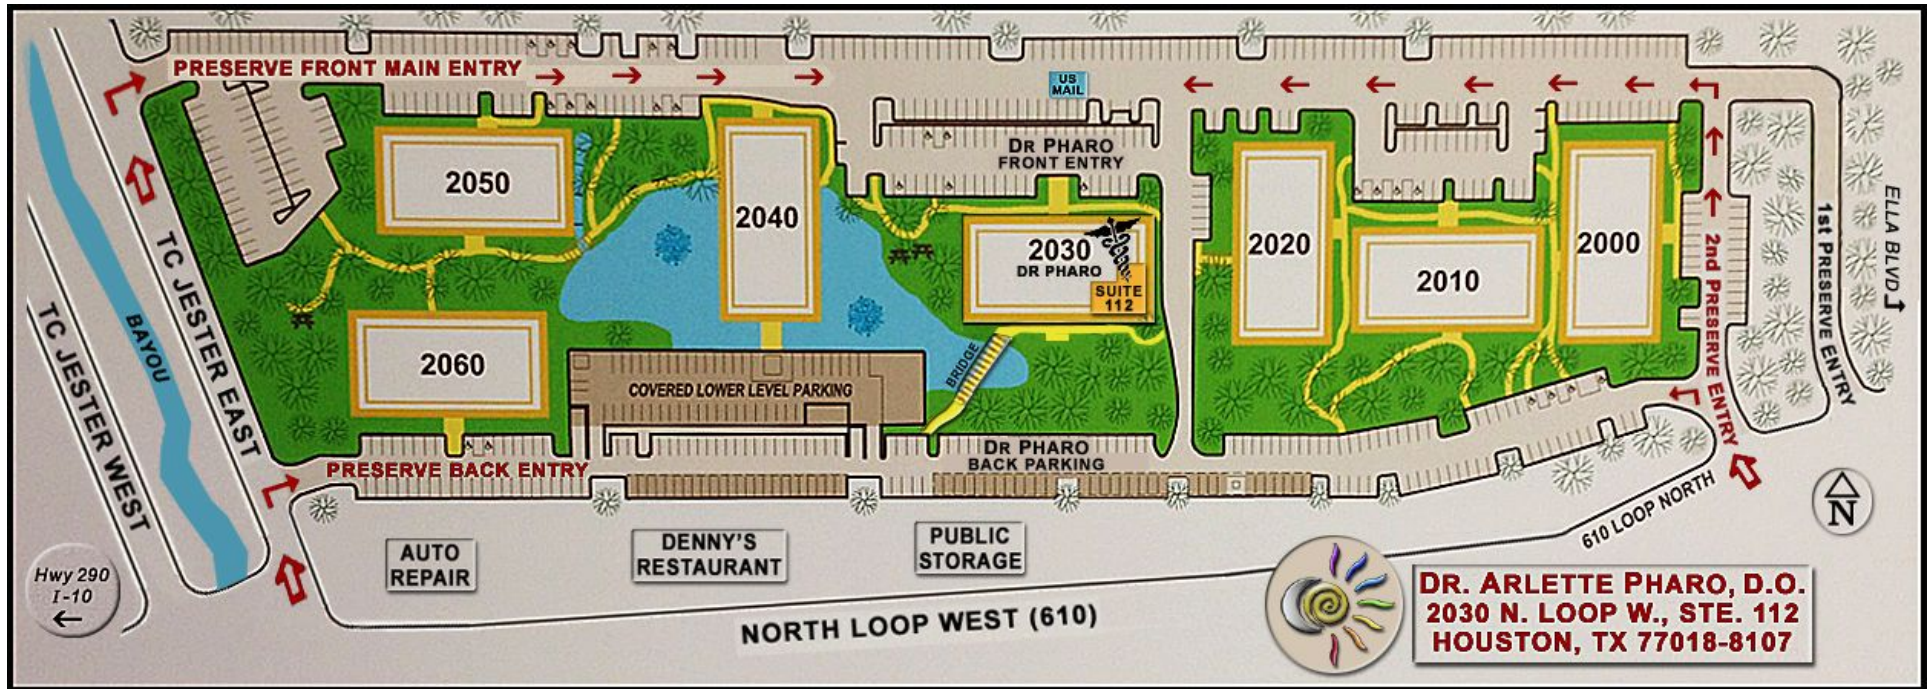 PRESERVE FRONT MAIN ENTRY
US
MAIL
DR PHARO
FRONT ENTRY
2050
2040
2030
DR PHARO
SUITE
112
2020
2010
2000
2060
TC JESTER EAST
TC JESTER WEST
BAYOU
COVERED LOWER LEVEL PARKING
BRIDGE
2nd PRESERVE ENTRY
1st PRESERVE ENTRY
ELLA BLVD
PRESERVE BACK ENTRY
DR PHARO
BACK PARKING
610 LOOP NORTH
N
AUTO
REPAIR
DENNY'S
RESTAURANT
PUBLIC
STORAGE
Hwy 290
I-10
NORTH LOOP WEST (610)
DR. ARLETTE PHARO, D.O.
2030 N. LOOP W., STE. 112
HOUSTON, TX 77018-8107